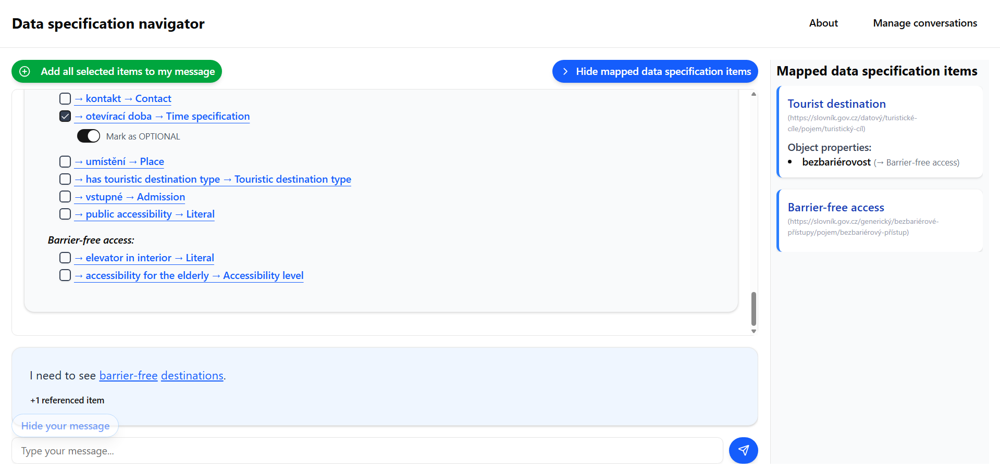 Data specification navigator
About
Manage conversations
Add all selected items to my message
Hide mapped data specification items
→ kontakt → Contact
→ otevírací doba → Time specification
Mark as OPTIONAL
→ umístění → Place
→ has touristic destination type → Touristic destination type
→ vstupné → Admission
→ public accessibility → Literal
Barrier-free access:
→ elevator in interior → Literal
→ accessibility for the elderly → Accessibility level
I need to see barrier-free destinations.
+1 referenced item
Hide your message
Type your message...
Mapped data specification items
Tourist destination
(https://slovník.gov.cz/datový/turistické-
cíle/pojem/turistický-cíl)
Object properties:
• bezbariérovost (→ Barrier-free access)
Barrier-free access
(https://slovník.gov.cz/generický/bezbariérové-
přístupy/pojem/bezbariérový-přístup)